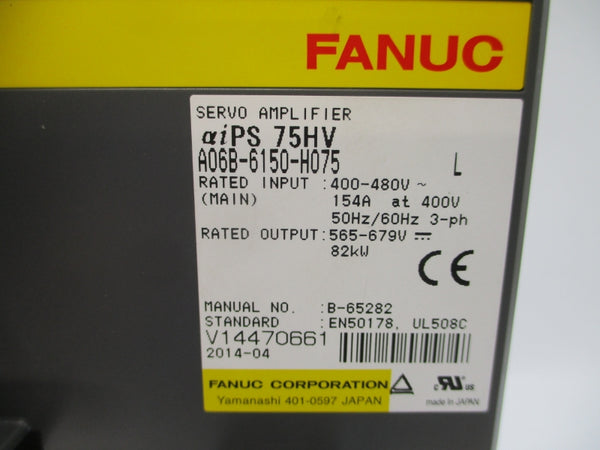 FANUC
SERVO AMPLIFIER
αiPS 75HV
A06B-6150-H075 L
RATED INPUT :400-480V ~
(MAIN) 154A at 400V
50Hz/60Hz 3-ph
RATED OUTPUT:565-679V ⎓
82kW
CE
MANUAL NO. :B-65282
STANDARD :EN50178, UL508C
V14470661
2014-04
FANUC CORPORATION
Yamanashi 401-0597 JAPAN
c RU us
made in JAPAN